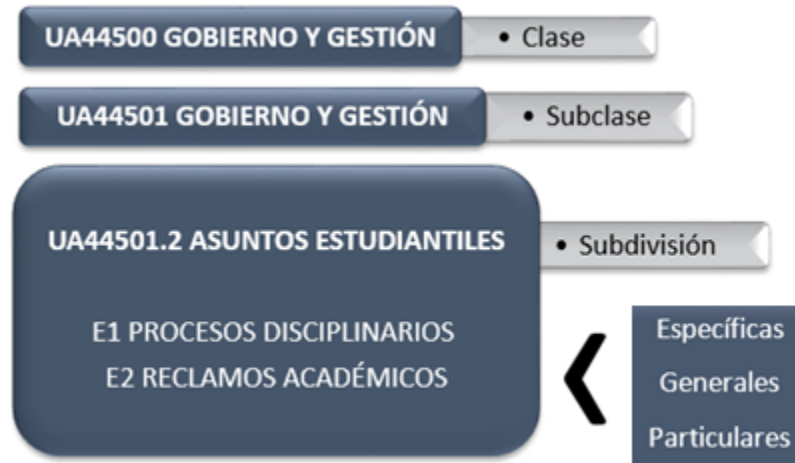 UA44500 GOBIERNO Y GESTIÓN • Clase
UA44501 GOBIERNO Y GESTIÓN • Subclase
UA44501.2 ASUNTOS ESTUDIANTILES • Subdivisión
E1 PROCESOS DISCIPLINARIOS
E2 RECLAMOS ACADÉMICOS
Específicas
Generales
Particulares